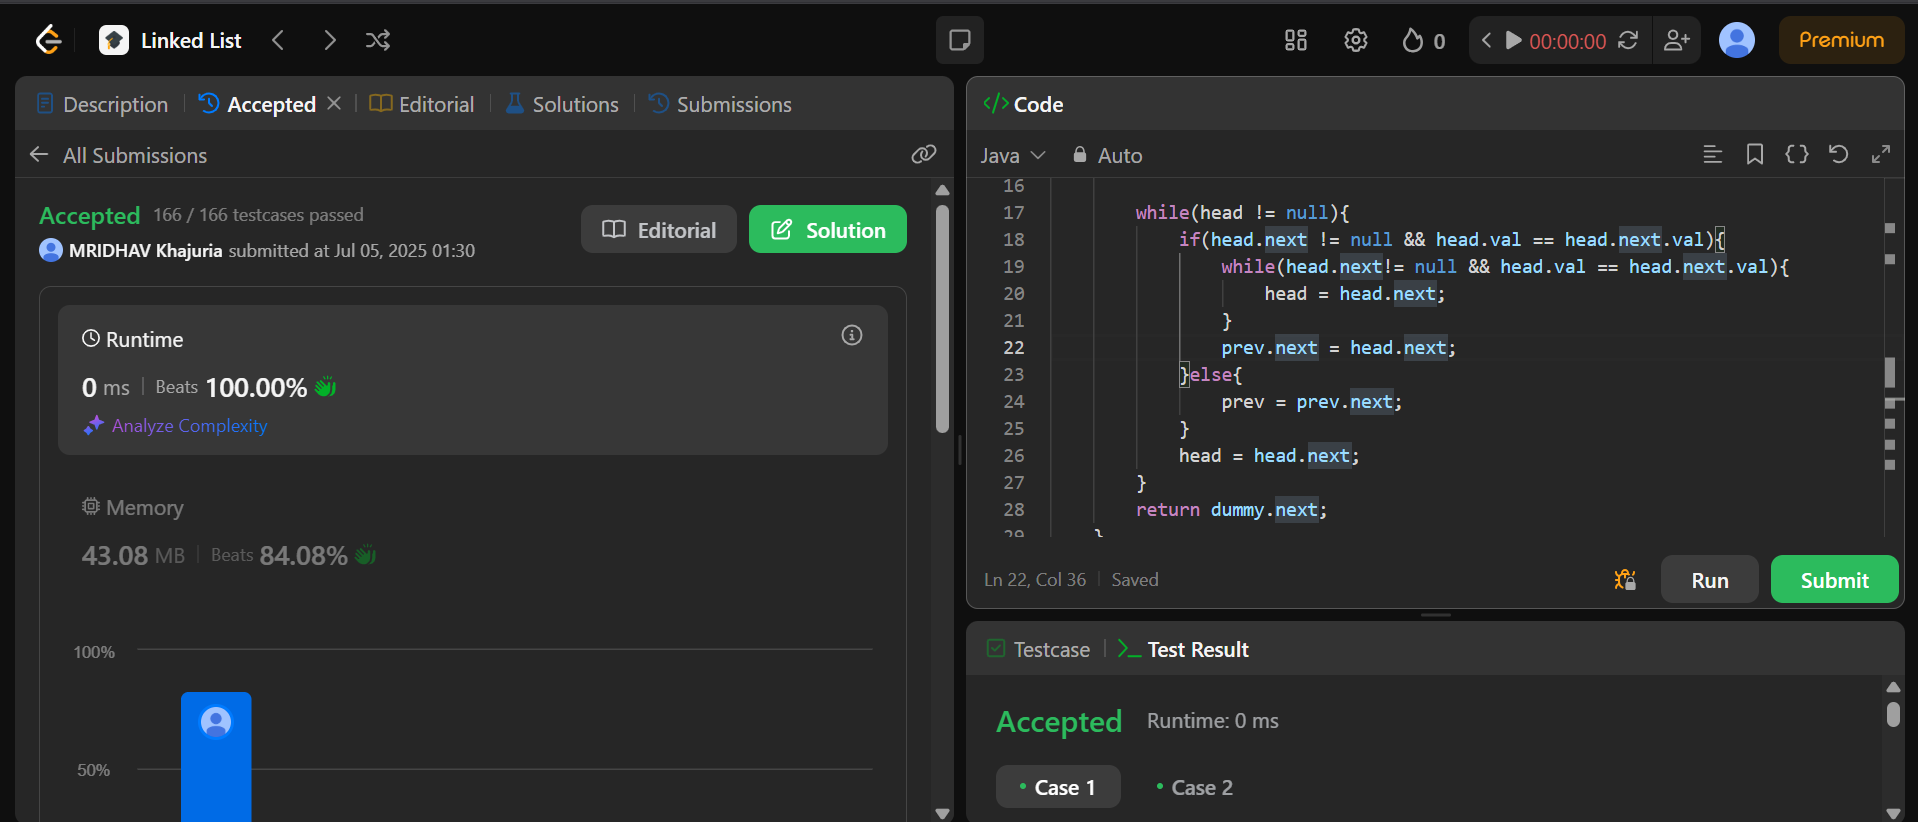 Linked List
0
00:00:00
Premium
Description
Accepted
Editorial
Solutions
Submissions
All Submissions
Accepted 166 / 166 testcases passed
MRIDHAV Khajuria submitted at Jul 05, 2025 01:30
Editorial
Solution
Runtime
0 ms | Beats 100.00%
Analyze Complexity
Memory
43.08 MB | Beats 84.08%
100%
50%
</> Code
Java
Auto
16
17 while(head != null){
18 if(head.next != null && head.val == head.next.val){
19 while(head.next!= null && head.val == head.next.val){
20 head = head.next;
21 }
22 prev.next = head.next;
23 }else{
24 prev = prev.next;
25 }
26 head = head.next;
27 }
28 return dummy.next;
29 }
Ln 22, Col 36 | Saved
Run
Submit
Testcase
Test Result
Accepted Runtime: 0 ms
• Case 1
• Case 2